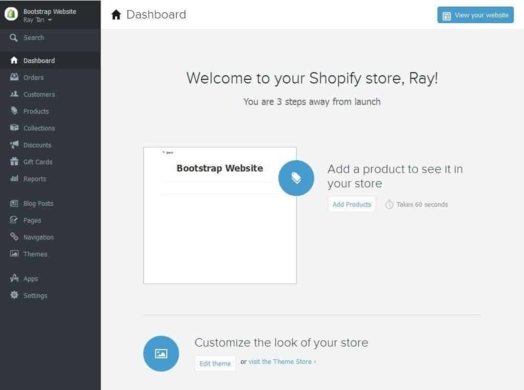 Bootstrap Website
Ray Tan
Search
Dashboard
Orders
Customers
Products
Collections
Discounts
Gift Cards
Reports
Blog Posts
Pages
Navigation
Themes
Apps
Settings
Dashboard
View your website
Welcome to your Shopify store, Ray!
You are 3 steps away from launch
Bootstrap Website
Add a product to see it in
your store
Add Products
Takes 60 seconds
Customize the look of your store
Edit theme or visit the Theme Store ›